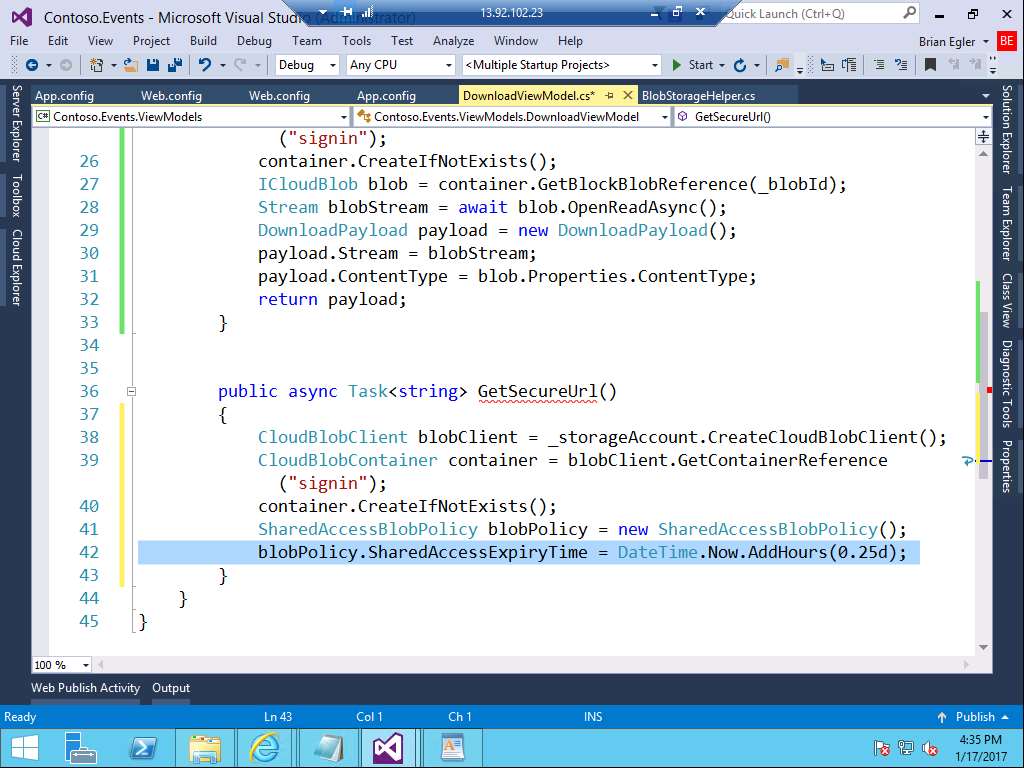 Contoso.Events - Microsoft Visual Studio (Administrator)
13.92.102.23
Quick Launch (Ctrl+Q)
File Edit View Project Build Debug Team Tools Test Analyze Window Help
Brian Egler BE
Debug Any CPU <Multiple Startup Projects> Start
App.config Web.config Web.config App.config DownloadViewModel.cs* BlobStorageHelper.cs
C# Contoso.Events.ViewModels Contoso.Events.ViewModels.DownloadViewModel GetSecureUrl()
Server Explorer
Toolbox
Cloud Explorer
("signin");
26 container.CreateIfNotExists();
27 ICloudBlob blob = container.GetBlockBlobReference(_blobId);
28 Stream blobStream = await blob.OpenReadAsync();
29 DownloadPayload payload = new DownloadPayload();
30 payload.Stream = blobStream;
31 payload.ContentType = blob.Properties.ContentType;
32 return payload;
33 }
34
35
36 public async Task<string> GetSecureUrl()
37 {
38 CloudBlobClient blobClient = _storageAccount.CreateCloudBlobClient();
39 CloudBlobContainer container = blobClient.GetContainerReference
("signin");
40 container.CreateIfNotExists();
41 SharedAccessBlobPolicy blobPolicy = new SharedAccessBlobPolicy();
42 blobPolicy.SharedAccessExpiryTime = DateTime.Now.AddHours(0.25d);
43 }
44 }
45 }
Solution Explorer
Team Explorer
Class View
Diagnostic Tools
Properties
100 %
Web Publish Activity Output
Ready Ln 43 Col 1 Ch 1 INS Publish
4:35 PM
1/17/2017